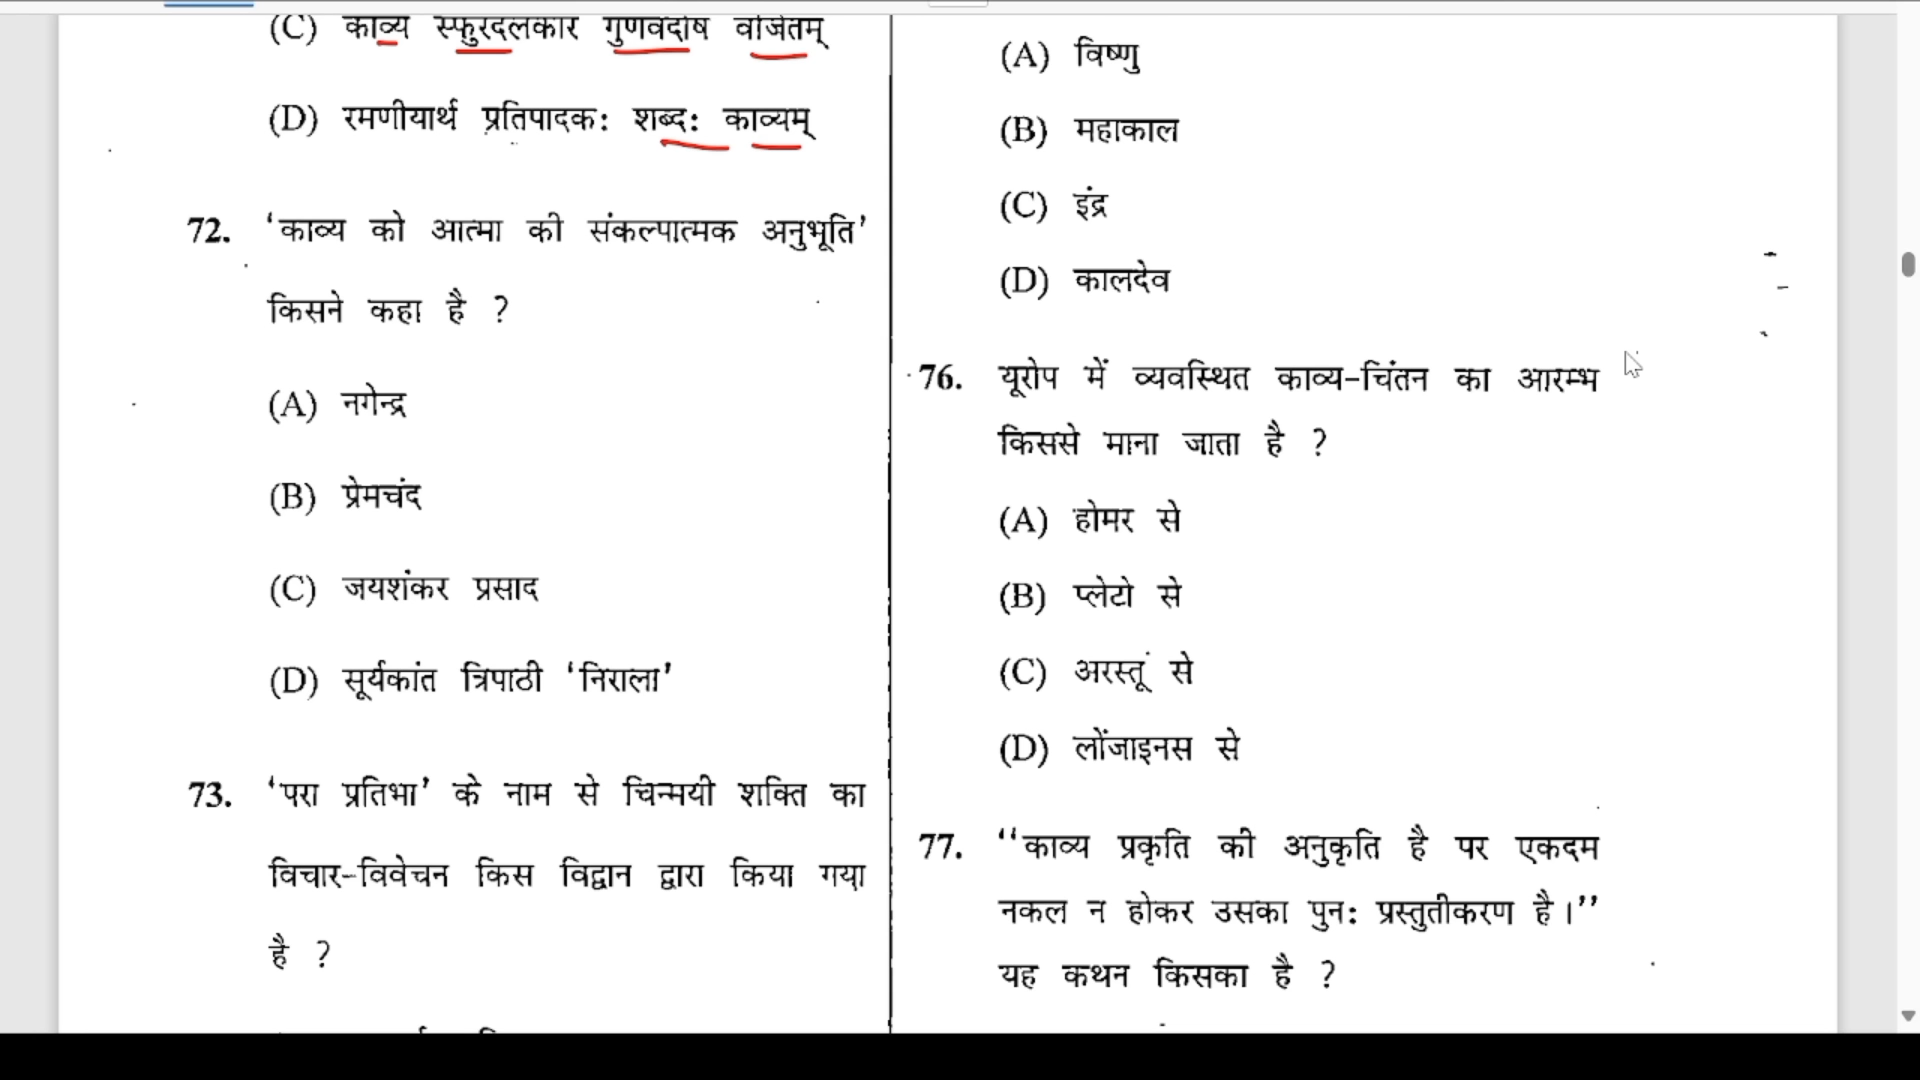 (C) काव्य स्फुरदलंकार गुणवदोष वर्जितम्
(D) रमणीयार्थ प्रतिपादक: शब्द: काव्यम्
72. 'काव्य को आत्मा की संकल्पात्मक अनुभूति'
किसने कहा है ?
(A) नगेन्द्र
(B) प्रेमचंद
(C) जयशंकर प्रसाद
(D) सूर्यकांत त्रिपाठी 'निराला'
73. 'परा प्रतिभा' के नाम से चिन्मयी शक्ति का
विचार-विवेचन किस विद्वान द्वारा किया गया
है ?
(A) विष्णु
(B) महाकाल
(C) इंद्र
(D) कालदेव
76. यूरोप में व्यवस्थित काव्य-चिंतन का आरम्भ
किससे माना जाता है ?
(A) होमर से
(B) प्लेटो से
(C) अरस्तू से
(D) लोंजाइनस से
77. ''काव्य प्रकृति की अनुकृति है पर एकदम
नकल न होकर उसका पुन: प्रस्तुतीकरण है।''
यह कथन किसका है ?